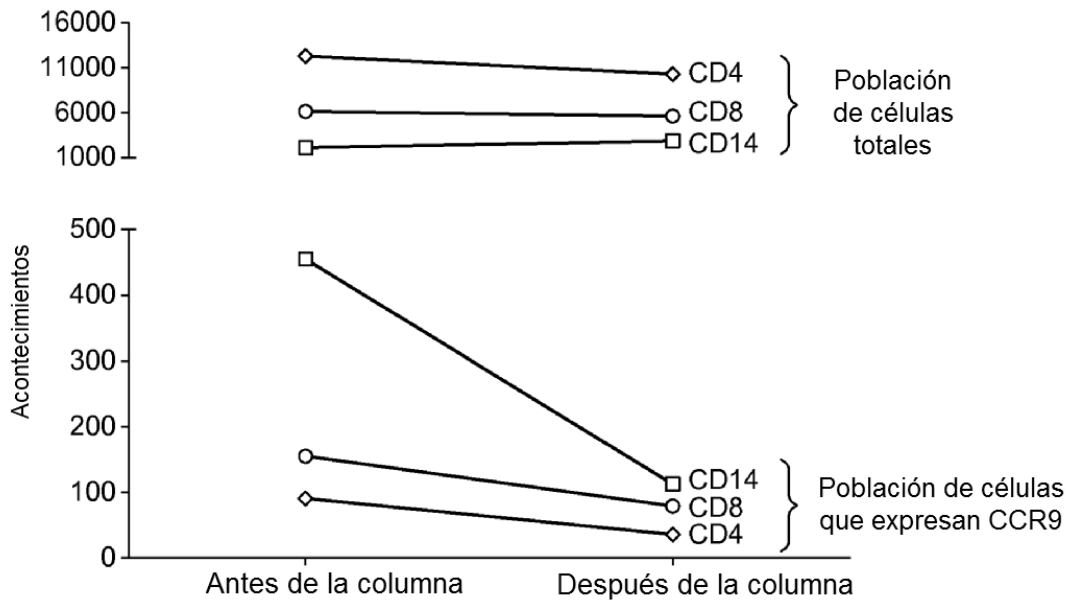 16000
11000
6000
1000
CD4
CD8
CD14
Población
de células
totales
Acontecimientos
500
400
300
200
100
0
CD14
CD8
CD4
Población de células
que expresan CCR9
Antes de la columna
Después de la columna